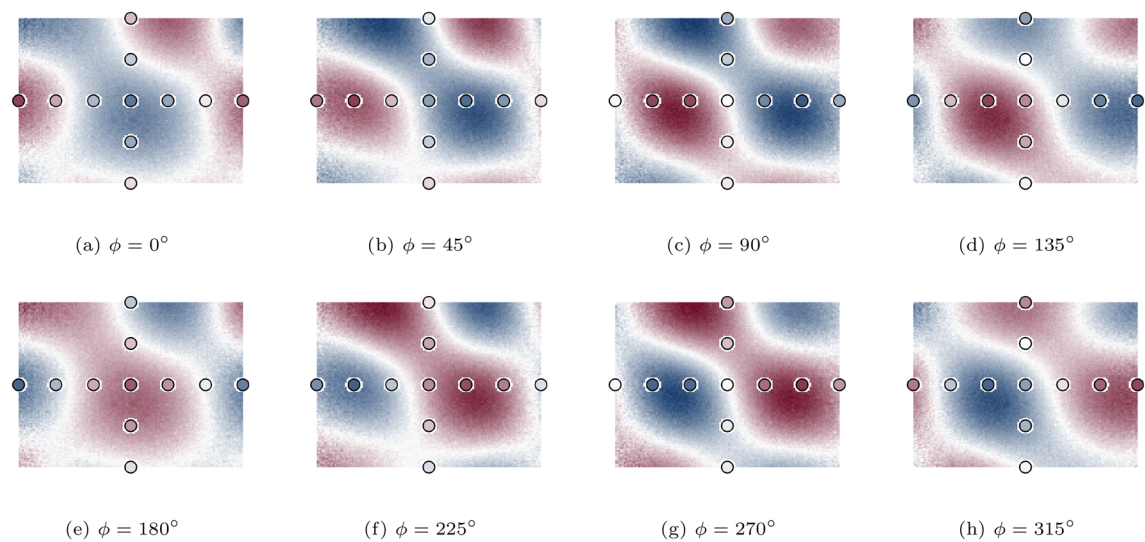 (a) ϕ = 0° (b) ϕ = 45° (c) ϕ = 90° (d) ϕ = 135°
(e) ϕ = 180° (f) ϕ = 225° (g) ϕ = 270° (h) ϕ = 315°